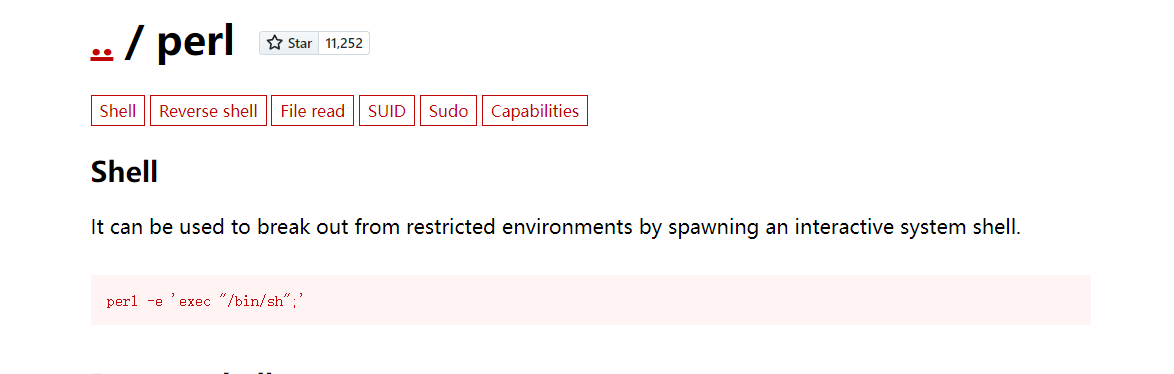 .. / perl Star 11,252
Shell Reverse shell File read SUID Sudo Capabilities
Shell
It can be used to break out from restricted environments by spawning an interactive system shell.
perl -e 'exec "/bin/sh";'